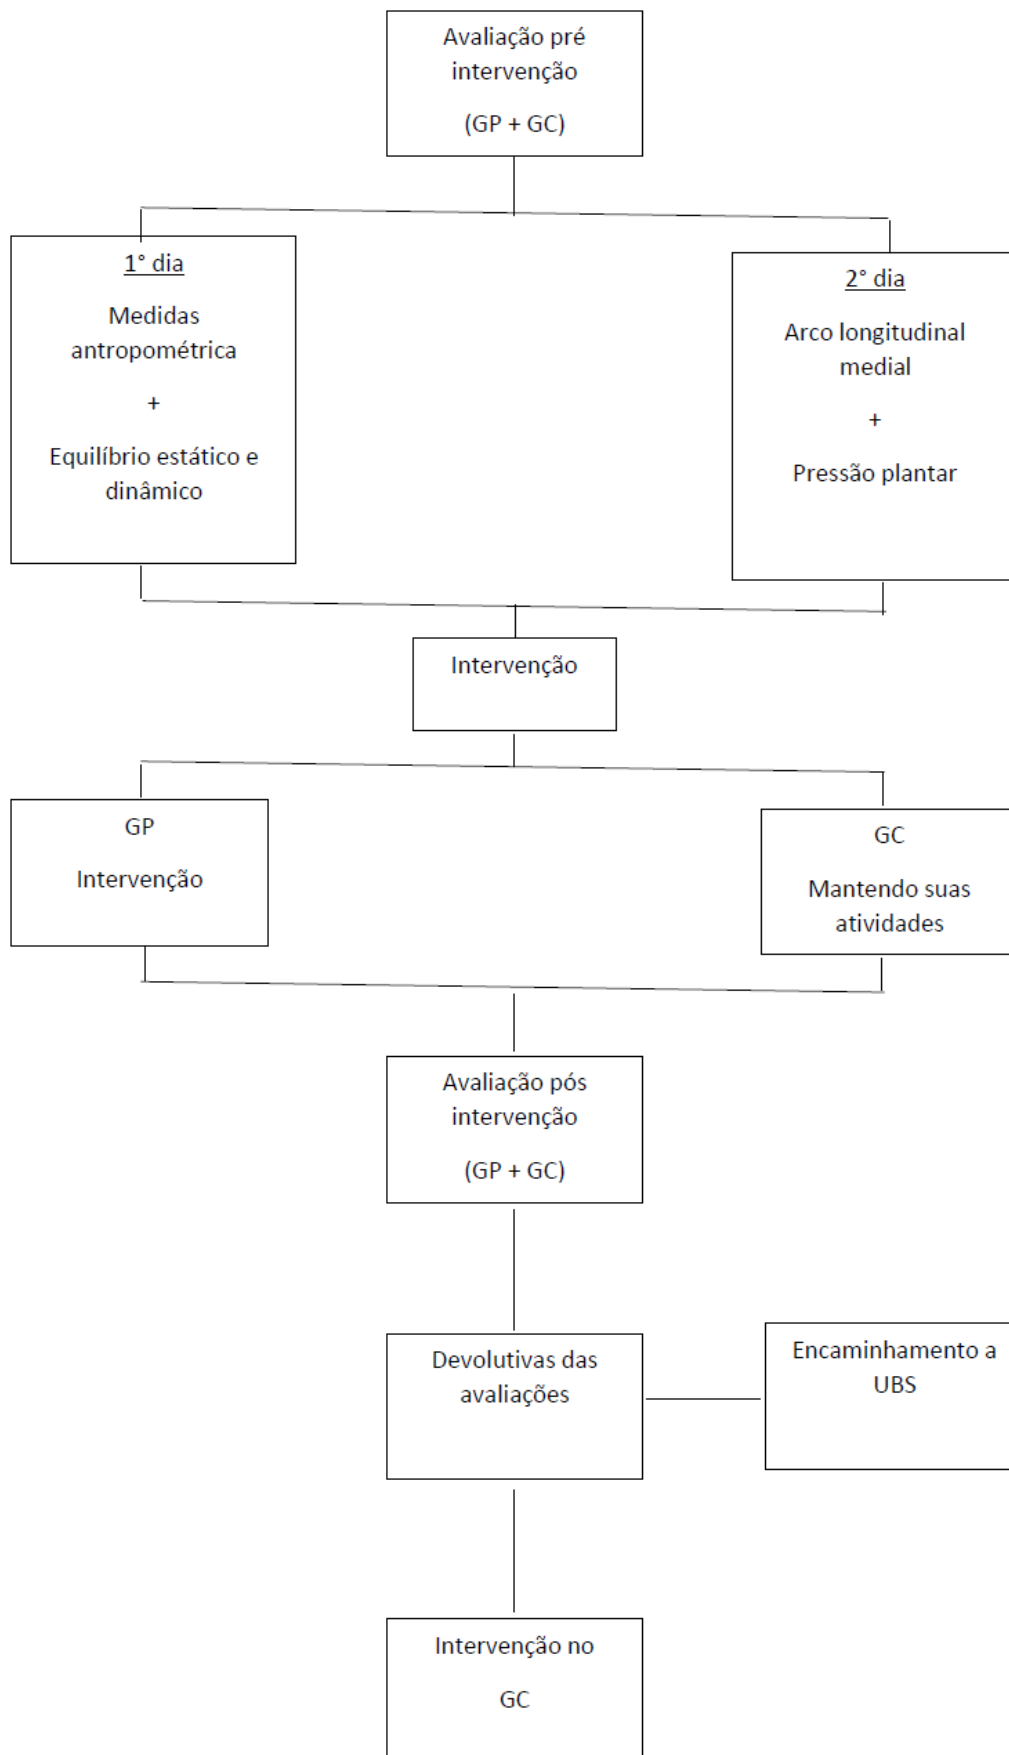 Avaliação pré
intervenção
(GP + GC)
1° dia
Medidas
antropométrica
+
Equilíbrio estático e
dinâmico
2° dia
Arco longitudinal
medial
+
Pressão plantar
Intervenção
GP
Intervenção
GC
Mantendo suas
atividades
Avaliação pós
intervenção
(GP + GC)
Devolutivas das
avaliações
Encaminhamento a
UBS
Intervenção no
GC